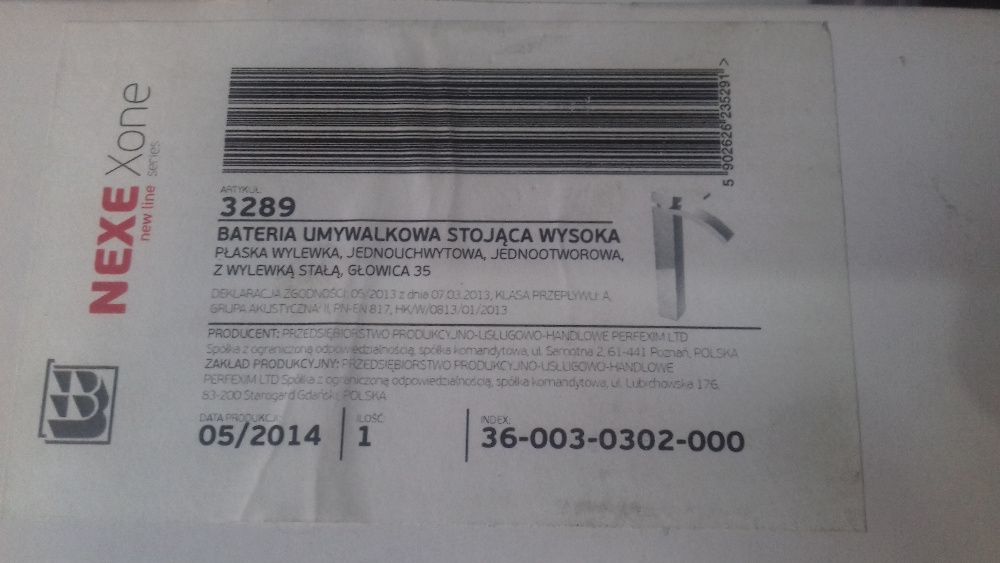 NEXE Xone
new line series
5 902626 235291 >
ARTYKUŁ:
3289
BATERIA UMYWALKOWA STOJĄCA WYSOKA
PŁASKA WYLEWKA, JEDNOUCHWYTOWA, JEDNOOTWOROWA,
Z WYLEWKĄ STAŁĄ, GŁOWICA 35
DEKLARACJA ZGODNOŚCI: 05/2013 z dnia 07.03.2013, KLASA PRZEPŁYWU: A,
GRUPA AKUSTYCZNA: II, PN-EN 817, HK/W/0813/01/2013
PRODUCENT: PRZEDSIĘBIORSTWO PRODUKCYJNO-USŁUGOWO-HANDLOWE PERFEXIM LTD
Spółka z ograniczoną odpowiedzialnością, spółka komandytowa, ul. Samotna 2, 61-441 Poznań, POLSKA
ZAKŁAD PRODUKCYJNY: PRZEDSIĘBIORSTWO PRODUKCYJNO-USŁUGOWO-HANDLOWE
PERFEXIM LTD Spółka z ograniczoną odpowiedzialnością, spółka komandytowa, ul. Lubichowska 176,
83-200 Starogard Gdański, POLSKA
DATA PRODUKCJI: ILOŚĆ: INDEX:
05/2014 1 36-003-0302-000